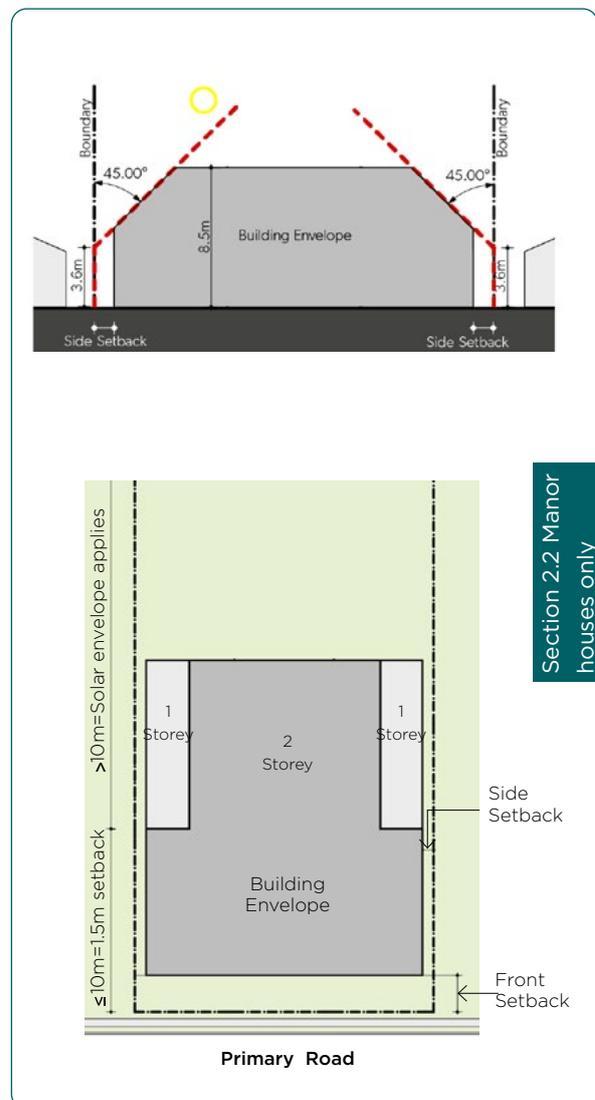 Boundary
Boundary
45.00°
45.00°
8.5m
Building Envelope
3.6m
3.6m
Side Setback
Side Setback
Section 2.2 Manor
houses only
>10m=Solar envelope applies
1
Storey
2
Storey
1
Storey
Side
Setback
≤10m=1.5m setback
Building
Envelope
Front
Setback
Primary Road